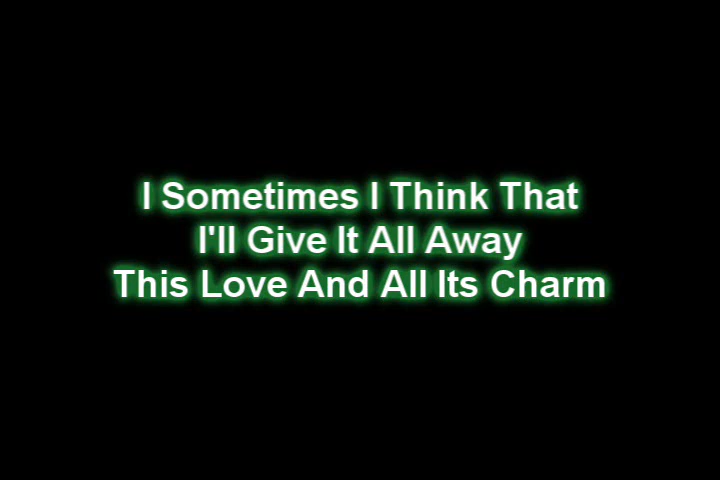 I Sometimes I Think That
I'll Give It All Away
This Love And All Its Charm